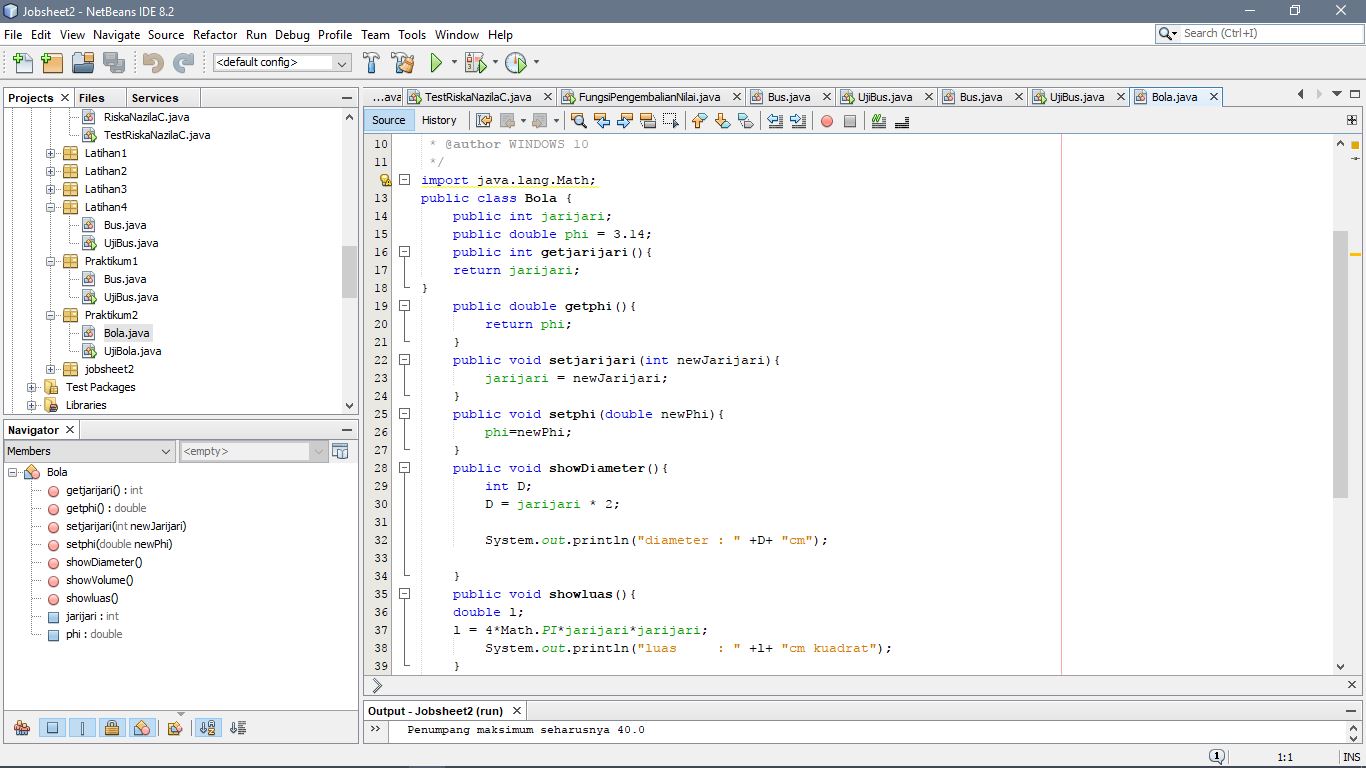 Jobsheet2 - NetBeans IDE 8.2
File Edit View Navigate Source Refactor Run Debug Profile Team Tools Window Help
Search (Ctrl+I)
<default config>
Projects Files Services
RiskaNazilaC.java
TestRiskaNazilaC.java
Latihan1
Latihan2
Latihan3
Latihan4
Bus.java
UjiBus.java
Praktikum1
Bus.java
UjiBus.java
Praktikum2
Bola.java
UjiBola.java
jobsheet2
Test Packages
Libraries
Navigator
Members <empty>
Bola
getjarijari() : int
getphi() : double
setjarijari(int newJarijari)
setphi(double newPhi)
showDiameter()
showVolume()
showluas()
jarijari : int
phi : double
...ava TestRiskaNazilaC.java FungsiPengembalianNilai.java Bus.java UjiBus.java Bus.java UjiBus.java Bola.java
Source History
10 * @author WINDOWS 10
11 */
import java.lang.Math;
13 public class Bola {
14 public int jarijari;
15 public double phi = 3.14;
16 public int getjarijari(){
17 return jarijari;
18 }
19 public double getphi(){
20 return phi;
21 }
22 public void setjarijari(int newJarijari){
23 jarijari = newJarijari;
24 }
25 public void setphi(double newPhi){
26 phi=newPhi;
27 }
28 public void showDiameter(){
29 int D;
30 D = jarijari * 2;
31
32 System.out.println("diameter : " +D+ "cm");
33
34 }
35 public void showluas(){
36 double l;
37 l = 4*Math.PI*jarijari*jarijari;
38 System.out.println("luas     : " +l+ "cm kuadrat");
39 }
Output - Jobsheet2 (run)
Penumpang maksimum seharusnya 40.0
1 1:1 INS